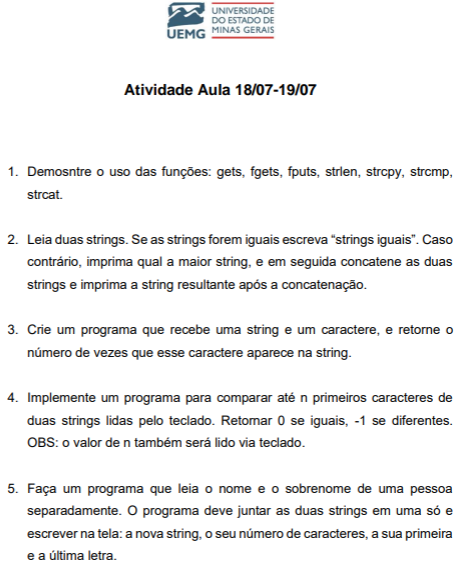 UEMG
UNIVERSIDADE
DO ESTADO DE
MINAS GERAIS
Atividade Aula 18/07-19/07
1. Demosntre o uso das funções: gets, fgets, fputs, strlen, strcpy, strcmp,
strcat.
2. Leia duas strings. Se as strings forem iguais escreva “strings iguais”. Caso
contrário, imprima qual a maior string, e em seguida concatene as duas
strings e imprima a string resultante após a concatenação.
3. Crie um programa que recebe uma string e um caractere, e retorne o
número de vezes que esse caractere aparece na string.
4. Implemente um programa para comparar até n primeiros caracteres de
duas strings lidas pelo teclado. Retornar 0 se iguais, -1 se diferentes.
OBS: o valor de n também será lido via teclado.
5. Faça um programa que leia o nome e o sobrenome de uma pessoa
separadamente. O programa deve juntar as duas strings em uma só e
escrever na tela: a nova string, o seu número de caracteres, a sua primeira
e a última letra.